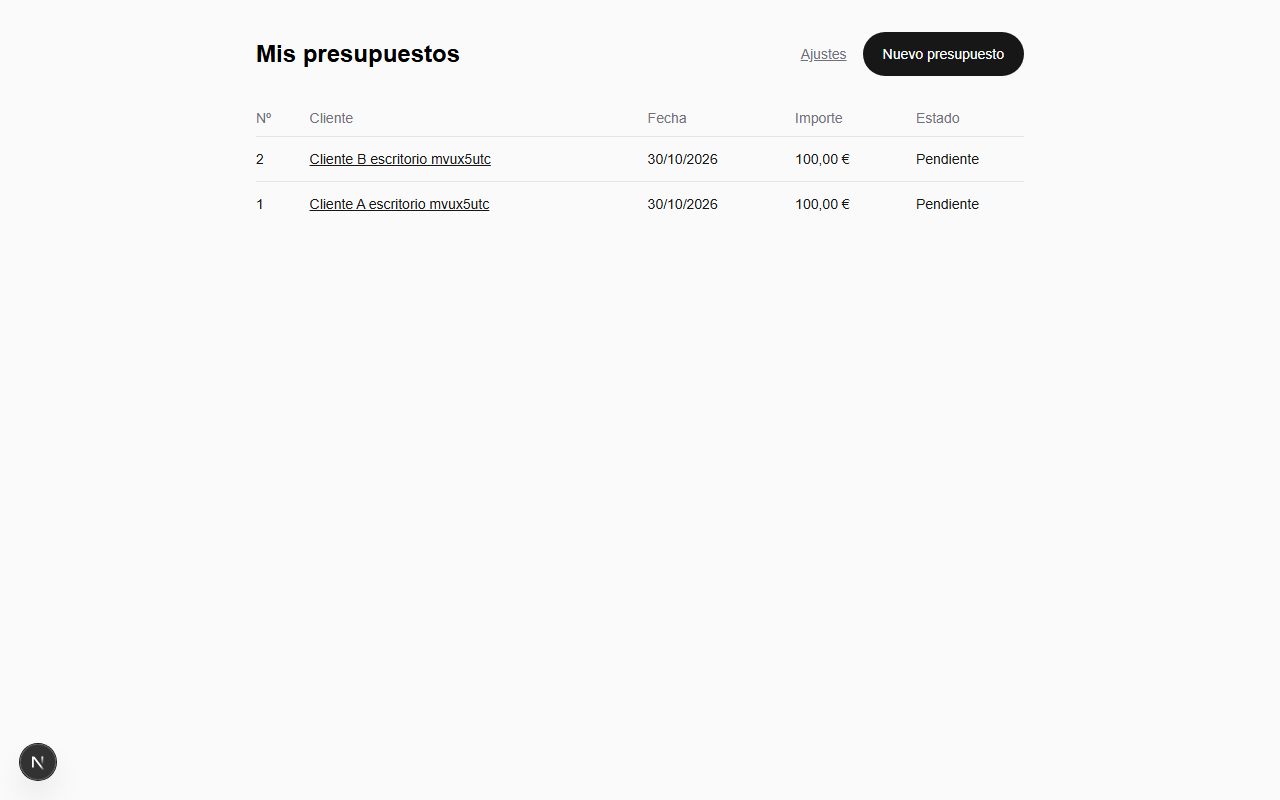 Mis presupuestos Ajustes Nuevo presupuesto
Nº Cliente Fecha Importe Estado
2 Cliente B escritorio mvux5utc 30/10/2026 100,00 € Pendiente
1 Cliente A escritorio mvux5utc 30/10/2026 100,00 € Pendiente
N